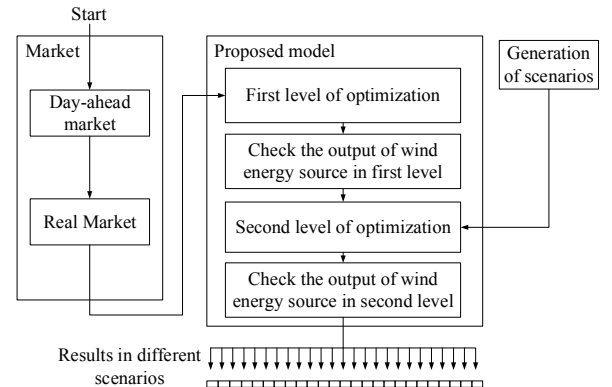 Start
Market
Day-ahead
market
Real Market
Proposed model
First level of optimization
Check the output of wind
energy source in first level
Second level of optimization
Check the output of wind
energy source in second level
Generation
of scenarios
Results in different
scenarios